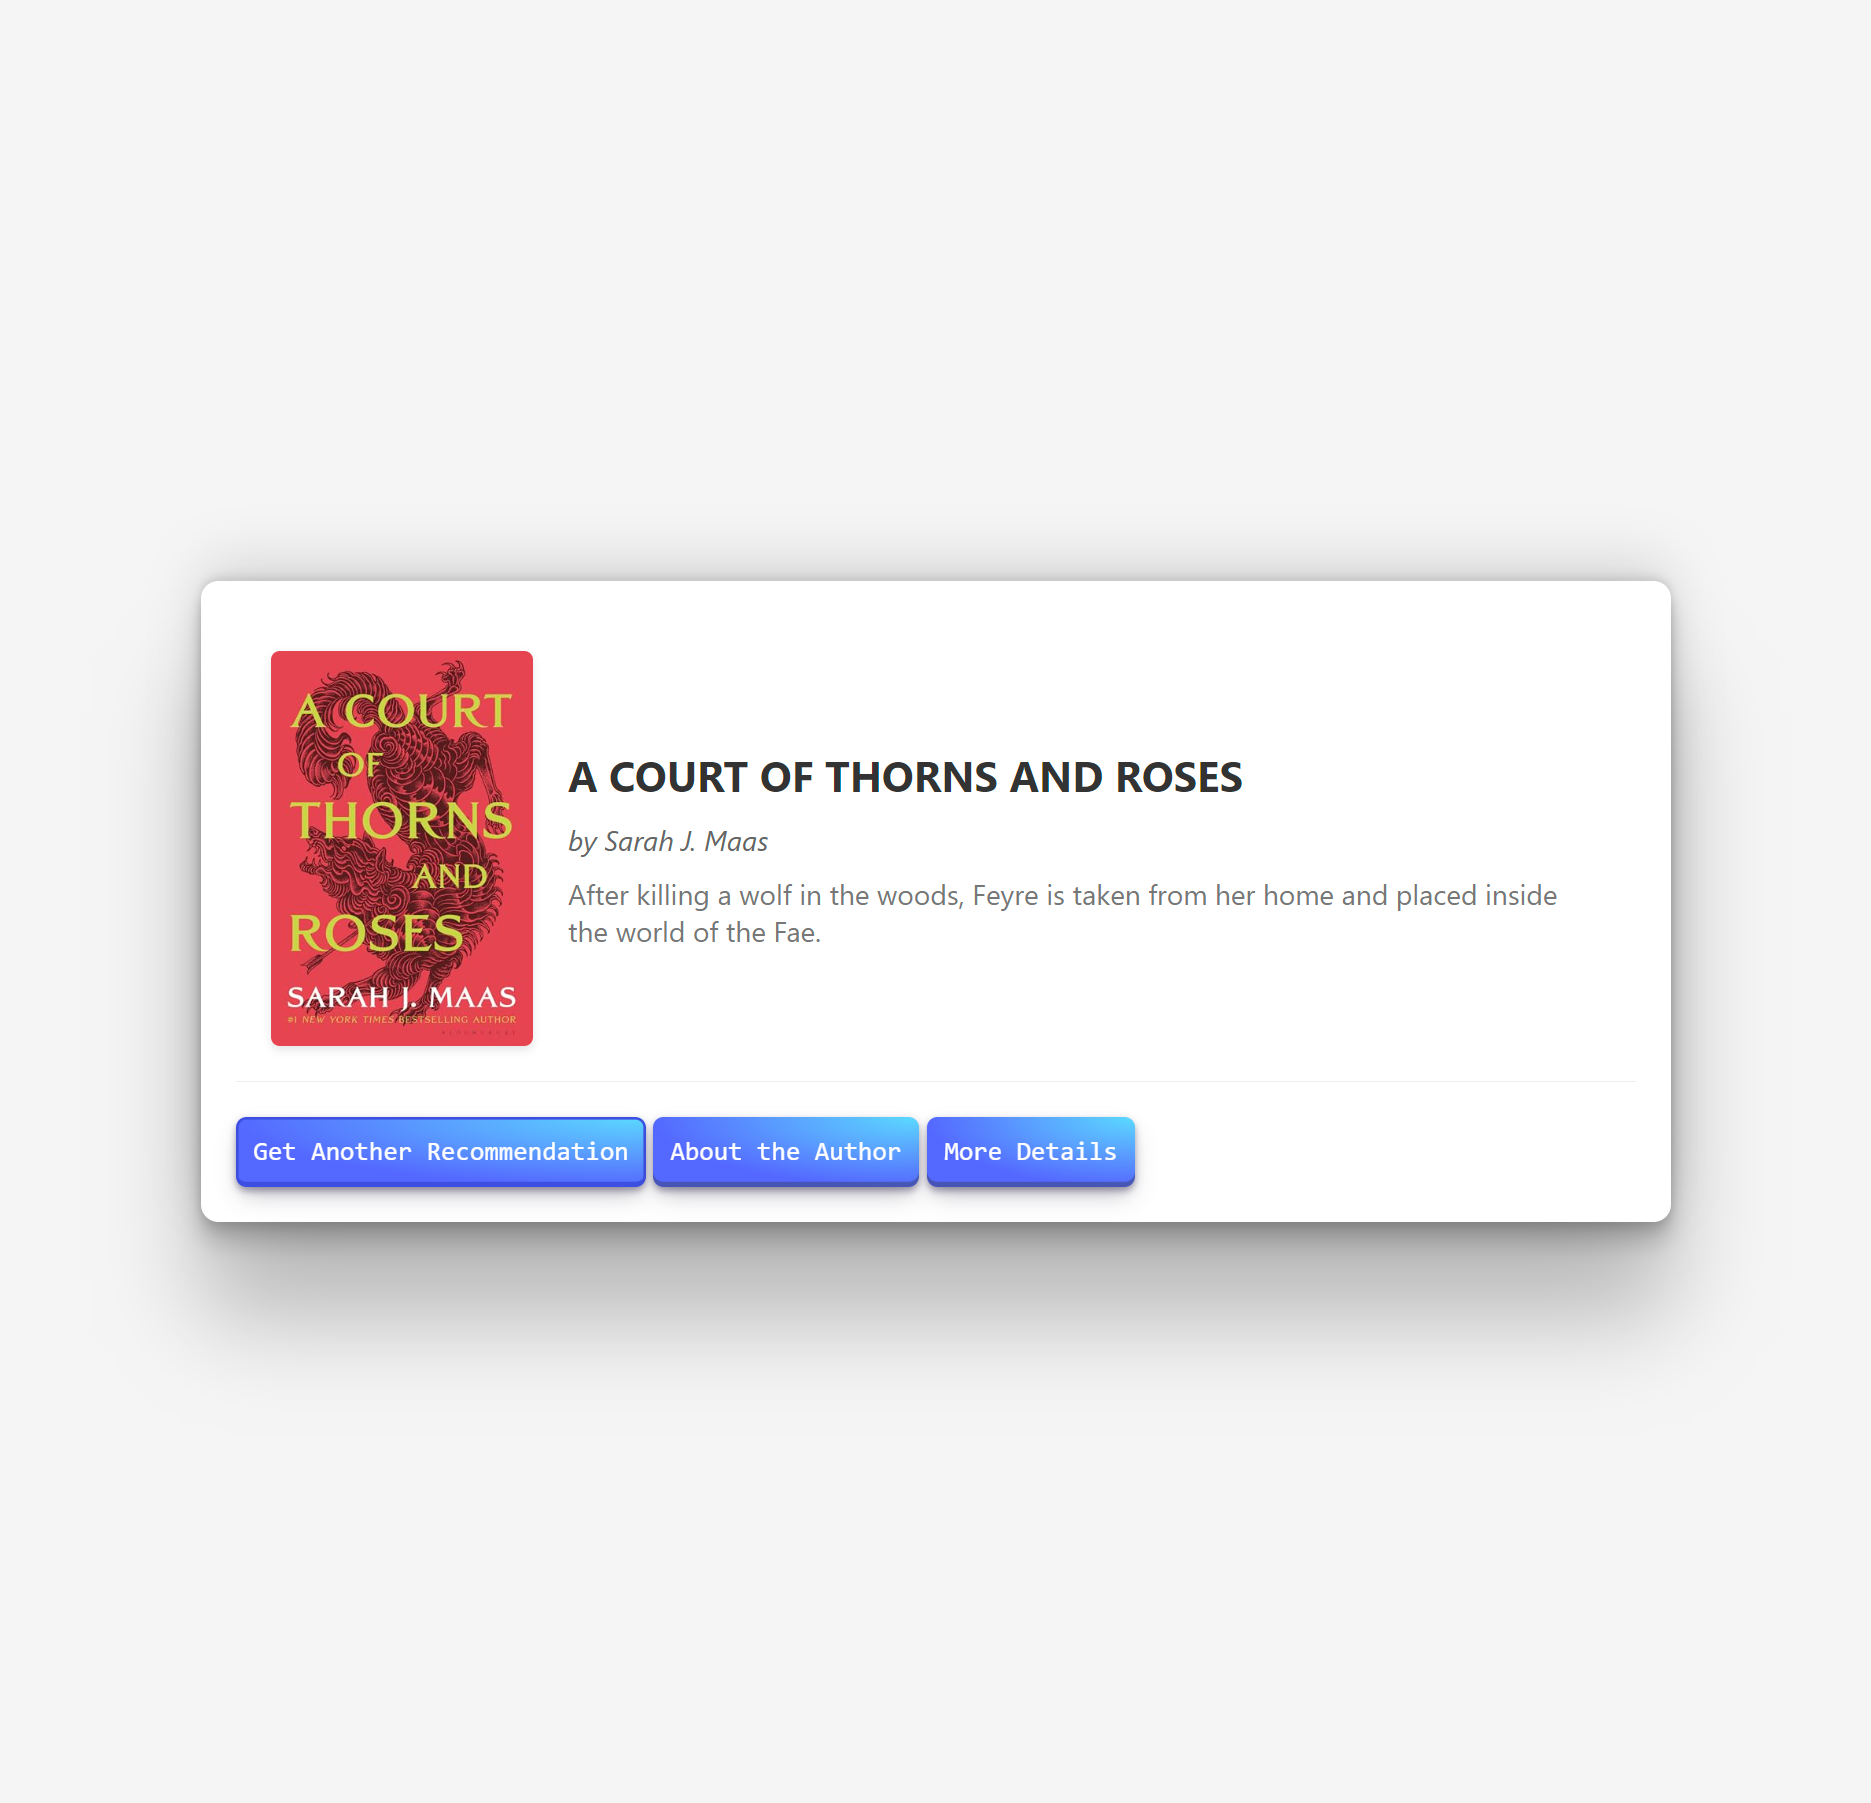 A COURT
OF
THORNS
AND
ROSES
SARAH J. MAAS
#1 NEW YORK TIMES BESTSELLING AUTHOR
BLOOMSBURY
A COURT OF THORNS AND ROSES
by Sarah J. Maas
After killing a wolf in the woods, Feyre is taken from her home and placed inside
the world of the Fae.
Get Another Recommendation About the Author More Details